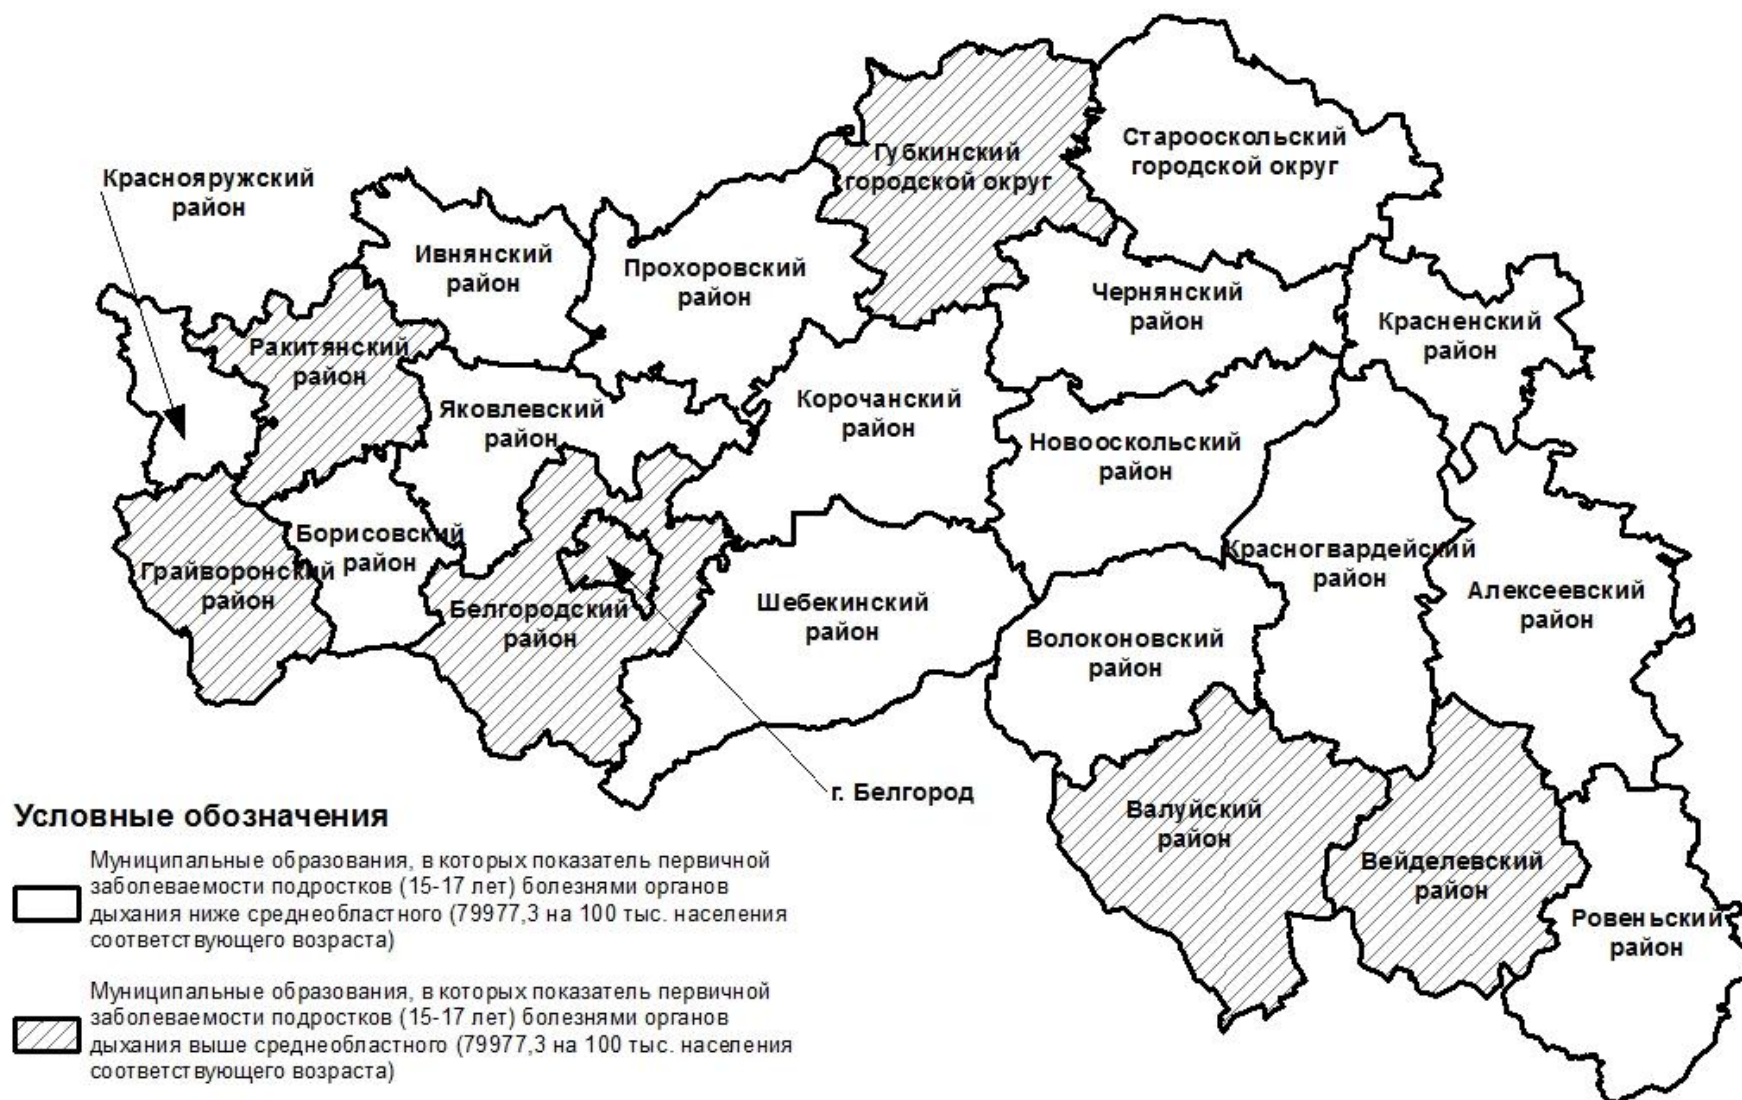 Старооскольский
городской округ
Губкинский
городской округ
Краснояружский
район
Ивнянский
район
Прохоровский
район
Чернянский
район
Красненский
район
Ракитянский
район
Яковлевский
район
Корочанский
район
Новооскольский
район
Борисовский
район
Грайворонский
район
Белгородский
район
Шебекинский
район
Волоконовский
район
Красногвардейский
район
Алексеевский
район
г. Белгород
Валуйский
район
Вейделевский
район
Ровеньский
район
Условные обозначения
Муниципальные образования, в которых показатель первичной
заболеваемости подростков (15-17 лет) болезнями органов
дыхания ниже среднеобластного (79977,3 на 100 тыс. населения
соответствующего возраста)
Муниципальные образования, в которых показатель первичной
заболеваемости подростков (15-17 лет) болезнями органов
дыхания выше среднеобластного (79977,3 на 100 тыс. населения
соответствующего возраста)